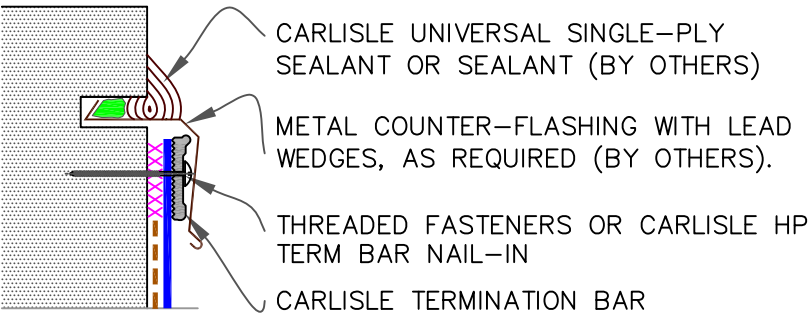 CARLISLE UNIVERSAL SINGLE-PLY
SEALANT OR SEALANT (BY OTHERS)
METAL COUNTER-FLASHING WITH LEAD
WEDGES, AS REQUIRED (BY OTHERS).
THREADED FASTENERS OR CARLISLE HP
TERM BAR NAIL-IN
CARLISLE TERMINATION BAR